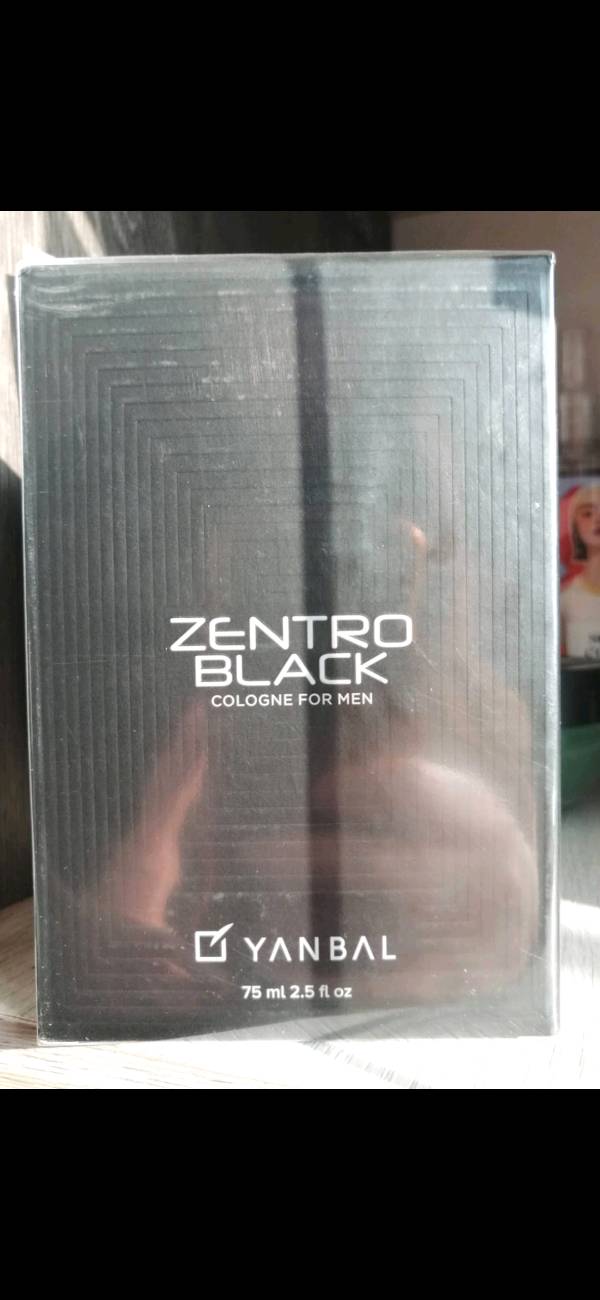 ZENTRO
BLACK
COLOGNE FOR MEN
YANBAL
75 ml 2.5 fl oz